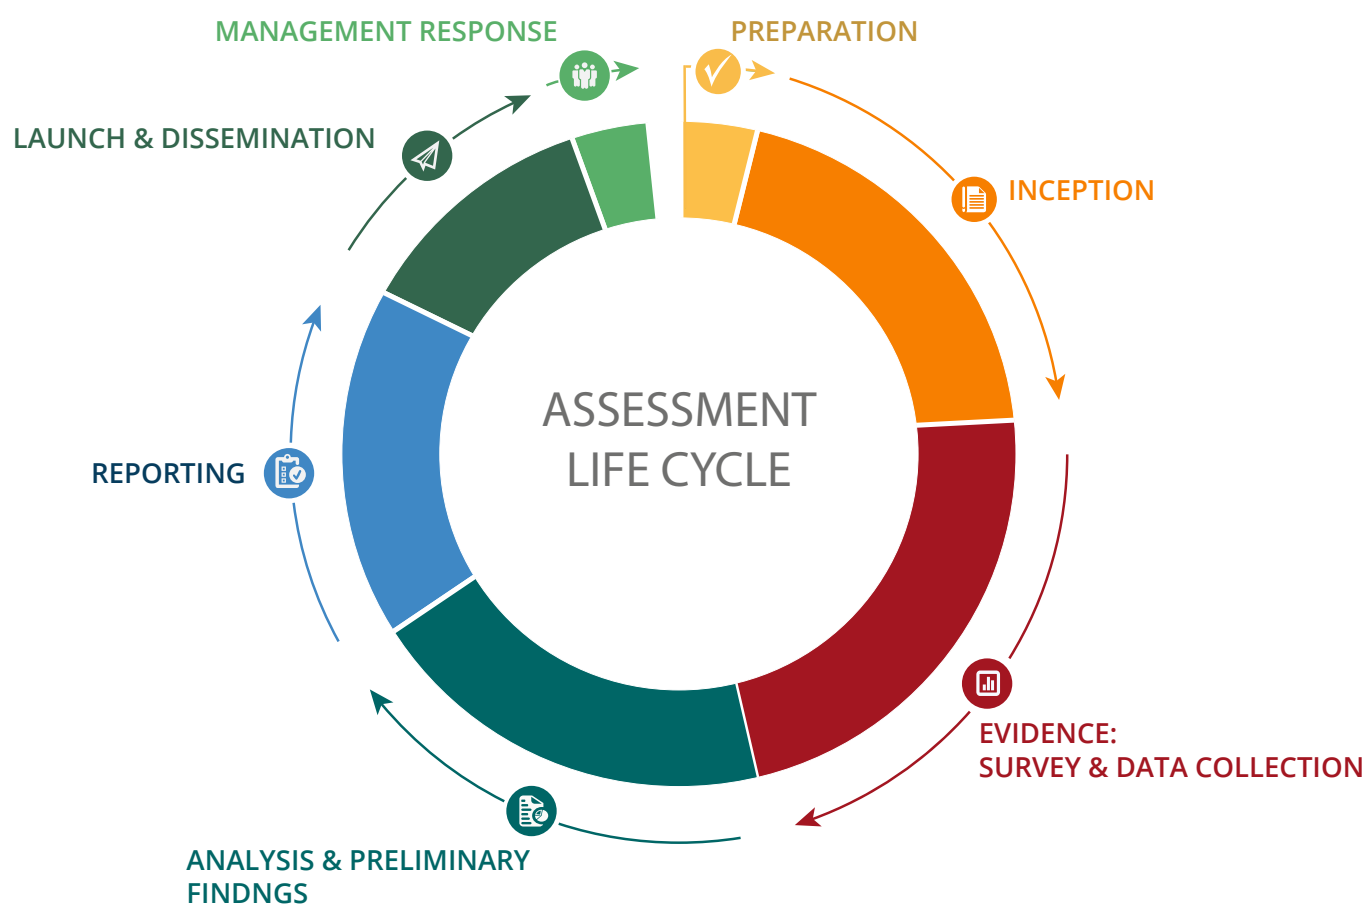 MANAGEMENT RESPONSE
PREPARATION
LAUNCH & DISSEMINATION
INCEPTION
ASSESSMENT
LIFE CYCLE
REPORTING
EVIDENCE:
SURVEY & DATA COLLECTION
ANALYSIS & PRELIMINARY
FINDNGS